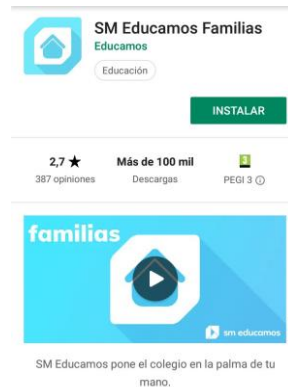 SM Educamos Familias
Educamos
Educación
INSTALAR
2,7 ★
387 opiniones
Más de 100 mil
Descargas
3
PEGI 3
familias
sm educamos
SM Educamos pone el colegio en la palma de tu
mano.